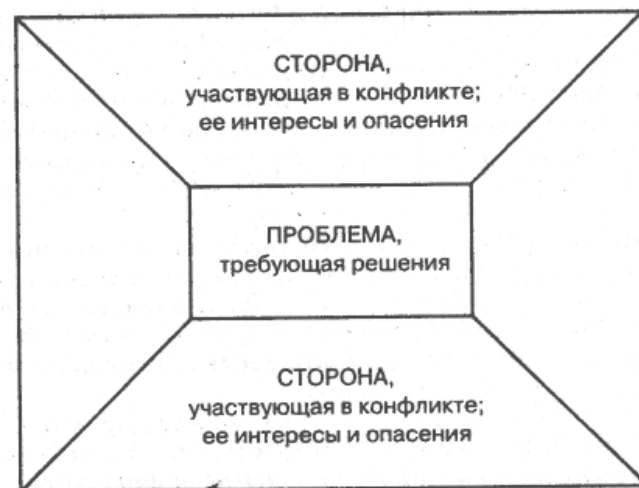 СТОРОНА,
участвующая в конфликте;
ее интересы и опасения
ПРОБЛЕМА,
требующая решения
СТОРОНА,
участвующая в конфликте;
ее интересы и опасения